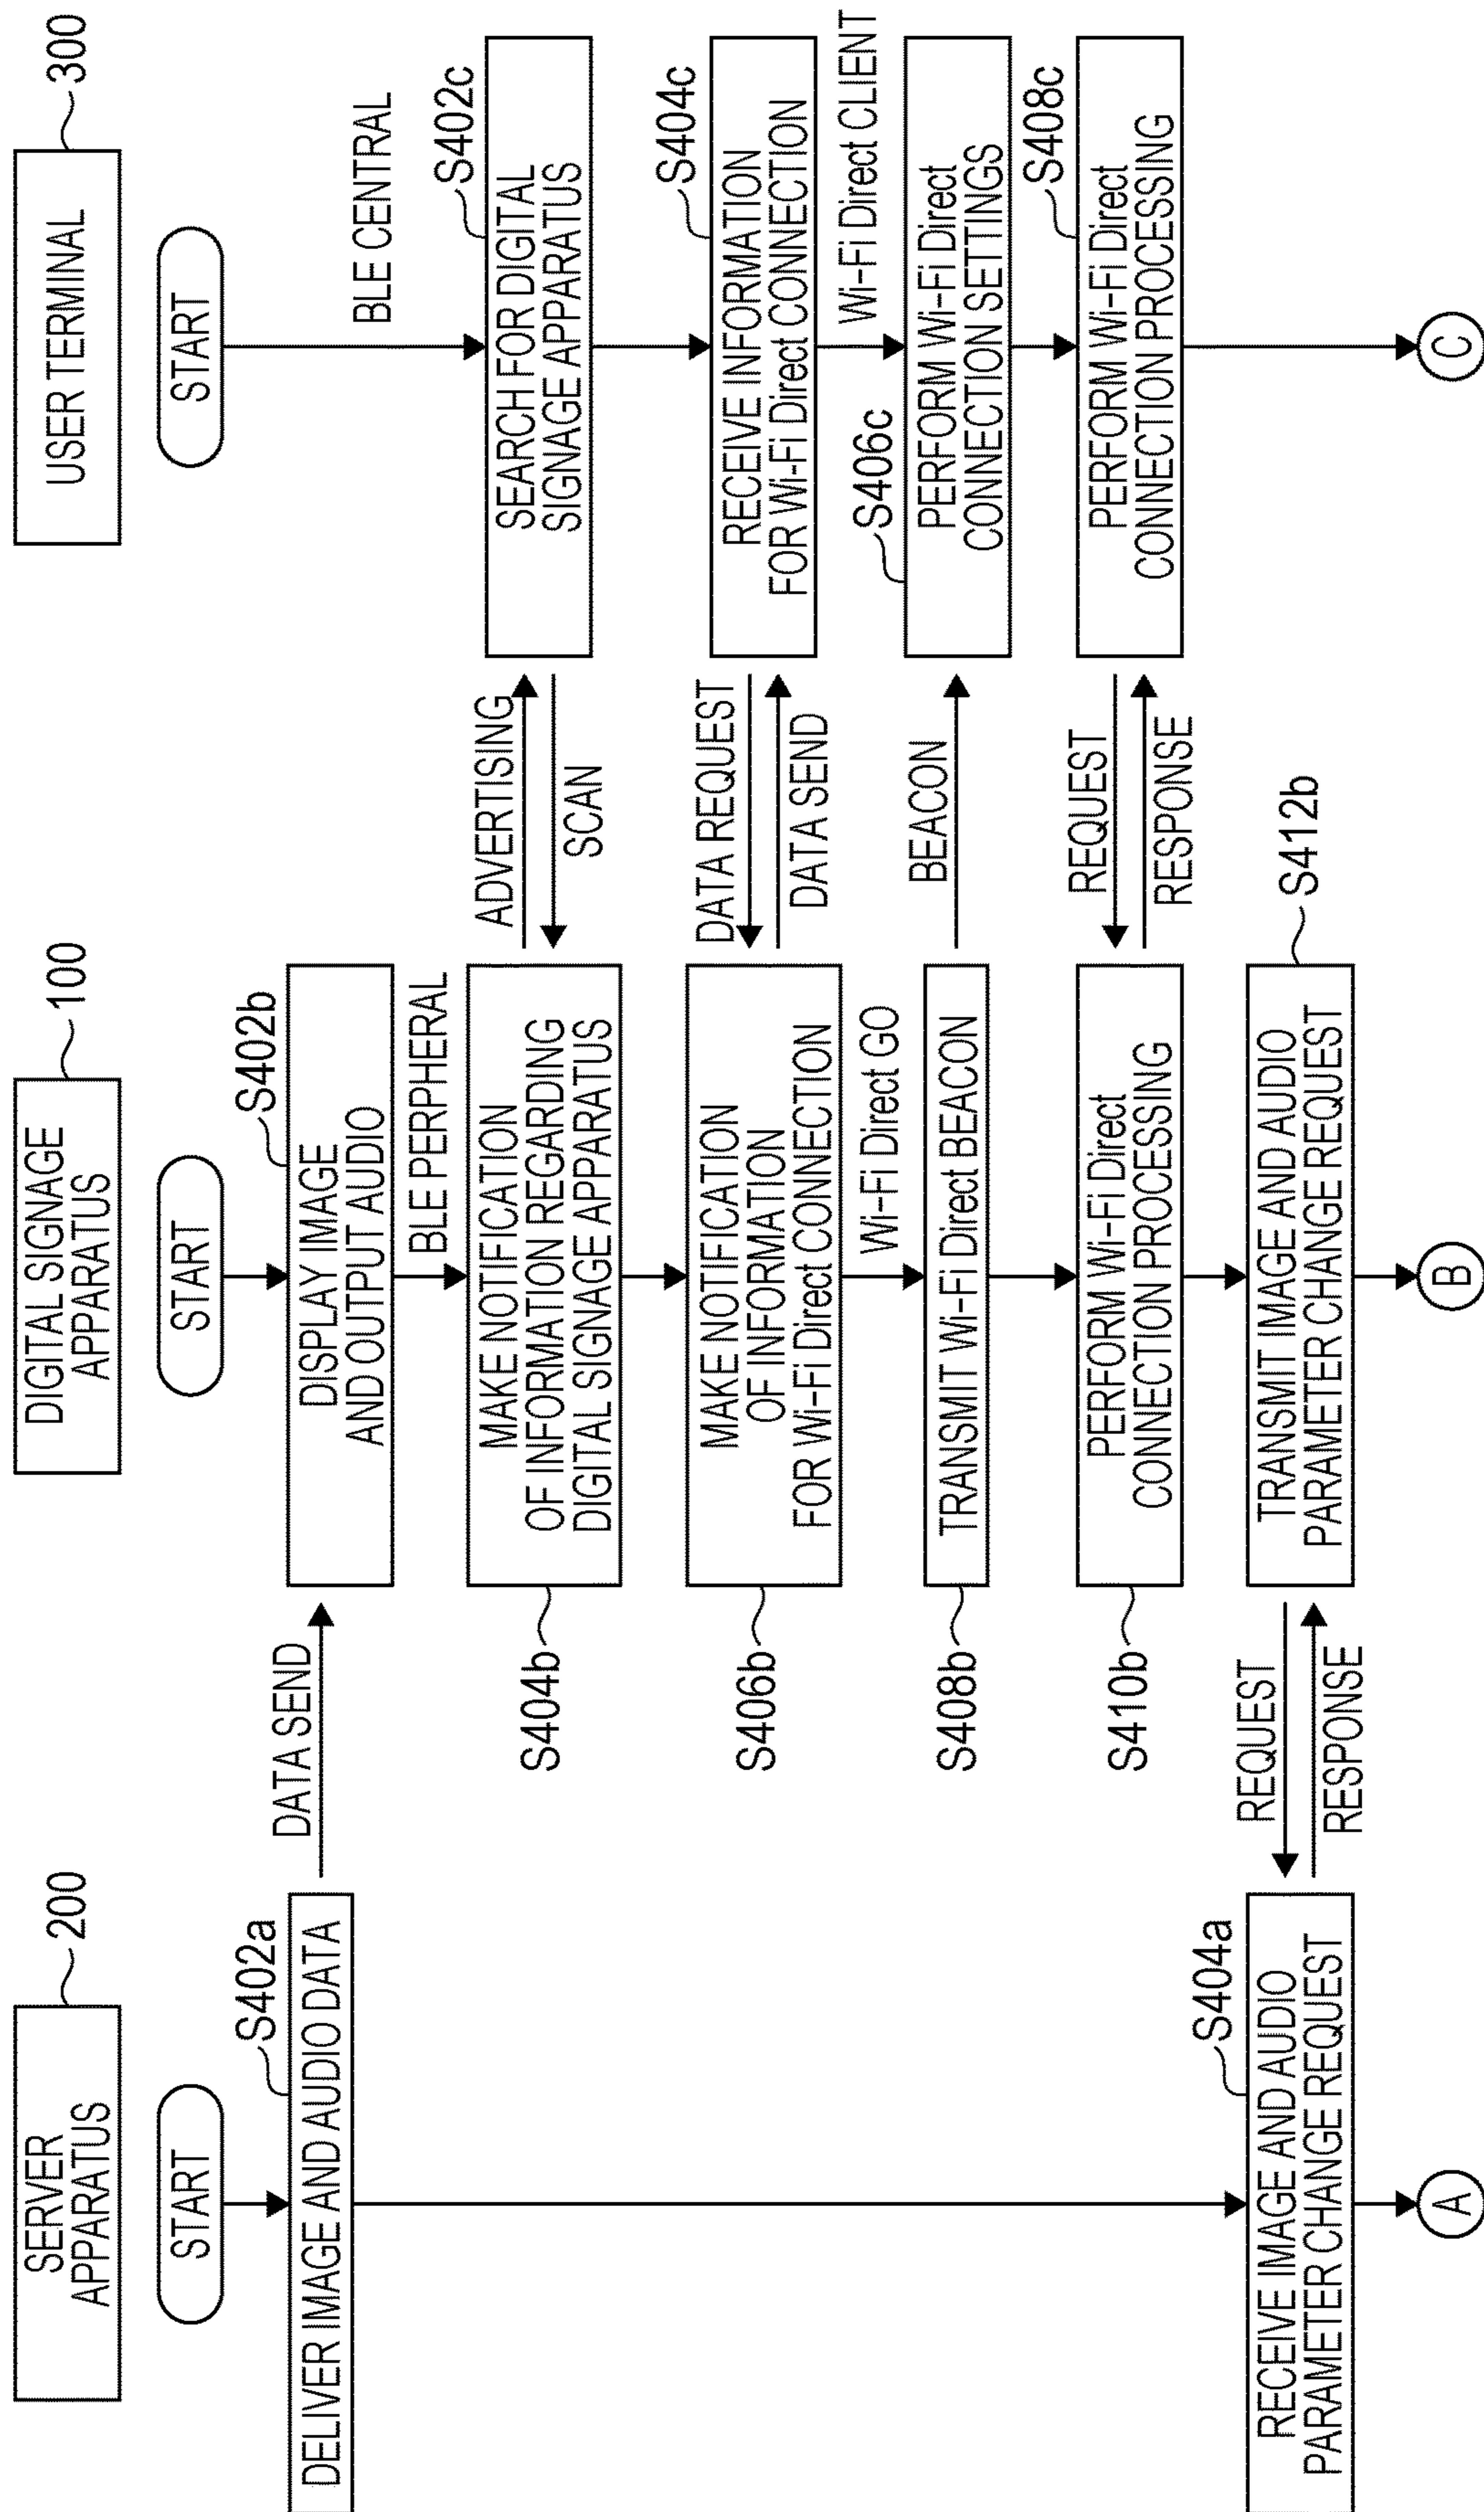 SERVER
APPARATUS
200
START
S402a
DELIVER IMAGE AND AUDIO DATA
S404a
RECEIVE IMAGE AND AUDIO
PARAMETER CHANGE REQUEST
A
DATA SEND
REQUEST
RESPONSE
DIGITAL SIGNAGE
APPARATUS
100
START
S402b
DISPLAY IMAGE
AND OUTPUT AUDIO
BLE PERPHERAL
S404b
MAKE NOTIFICATION
OF INFORMATION REGARDING
DIGITAL SIGNAGE APPARATUS
S406b
MAKE NOTIFICATION
OF INFORMATION
FOR Wi-Fi Direct CONNECTION
Wi-Fi Direct GO
S408b
TRANSMIT Wi-Fi Direct BEACON
S410b
PERFORM Wi-Fi Direct
CONNECTION PROCESSING
S412b
TRANSMIT IMAGE AND AUDIO
PARAMETER CHANGE REQUEST
B
ADVERTISING
SCAN
DATA REQUEST
DATA SEND
BEACON
REQUEST
RESPONSE
USER TERMINAL
300
START
BLE CENTRAL
S402c
SEARCH FOR DIGITAL
SIGNAGE APPARATUS
S404c
RECEIVE INFORMATION
FOR Wi-Fi Direct CONNECTION
Wi-Fi Direct CLIENT
S406c
PERFORM Wi-Fi Direct
CONNECTION SETTINGS
S408c
PERFORM Wi-Fi Direct
CONNECTION PROCESSING
C